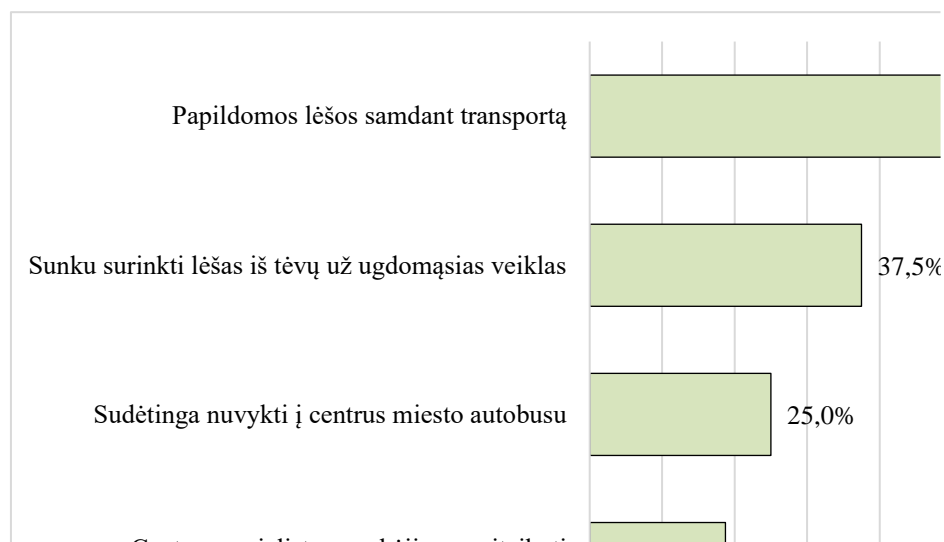 Papildomos lėšos samdant transportą
Sunku surinkti lėšas iš tėvų už ugdomąsias veiklas
37,5%
Sudėtinga nuvykti į centrus miesto autobusu
25,0%